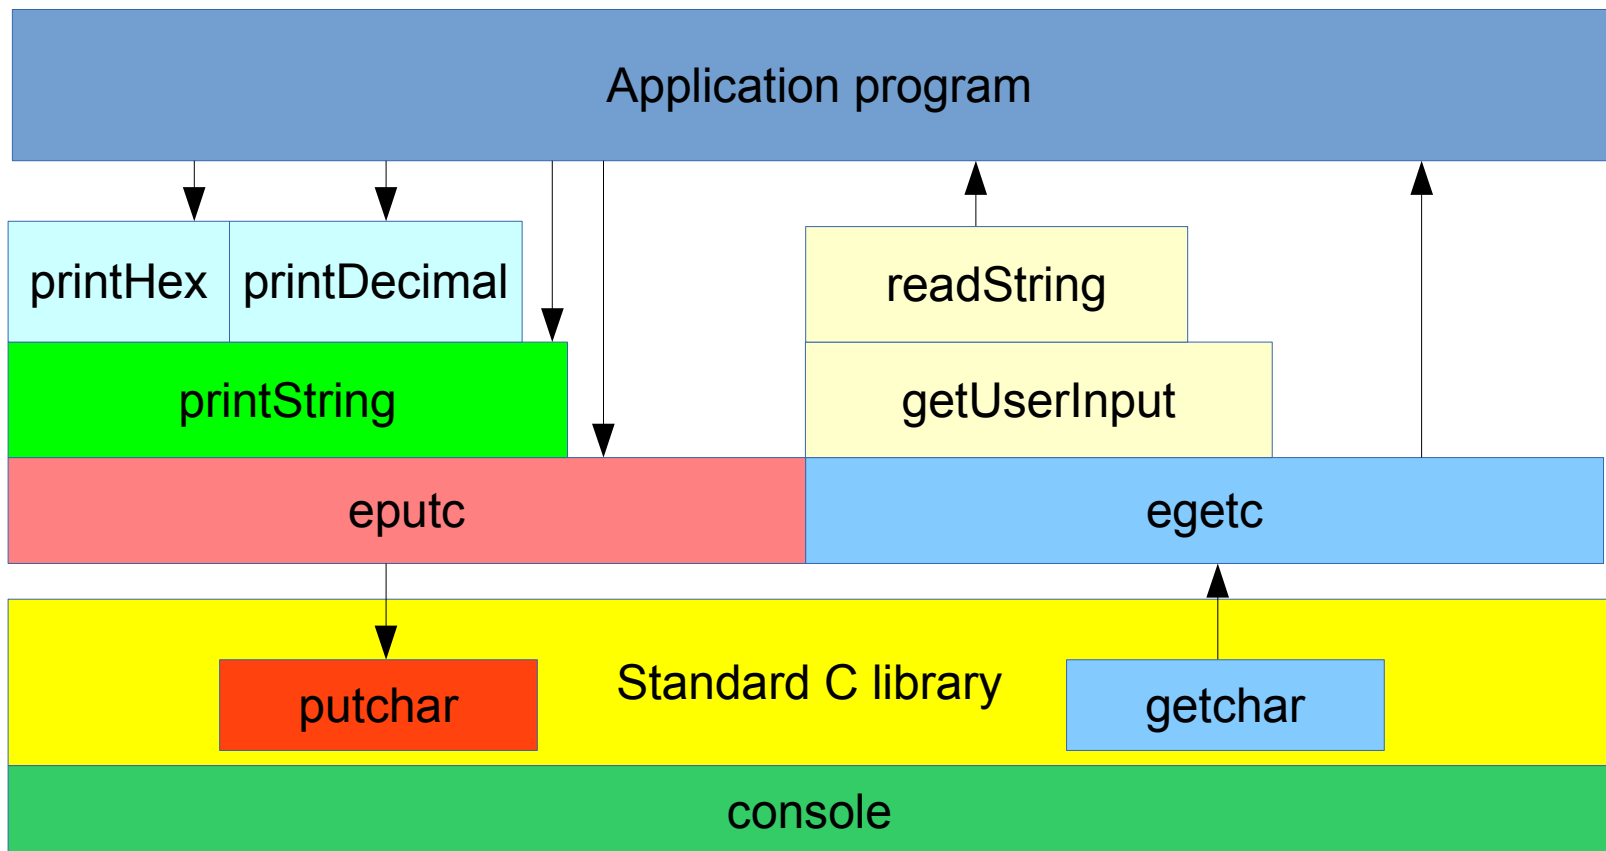 Application program
printHex
printDecimal
readString
printString
getUserInput
eputc
egetc
Standard C library
putchar
getchar
console